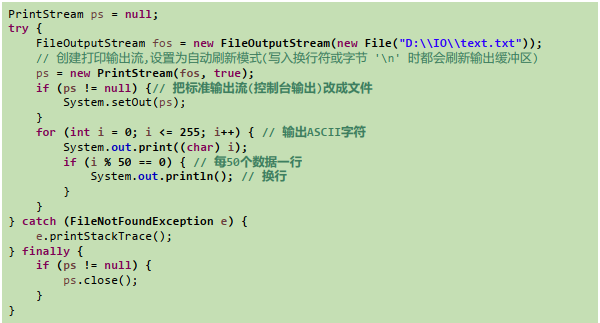 PrintStream ps = null;
try {
    FileOutputStream fos = new FileOutputStream(new File("D:\\IO\\text.txt"));
    // 创建打印输出流,设置为自动刷新模式(写入换行符或字节 '\n' 时都会刷新输出缓冲区)
    ps = new PrintStream(fos, true);
    if (ps != null) {// 把标准输出流(控制台输出)改成文件
        System.setOut(ps);
    }
    for (int i = 0; i <= 255; i++) { // 输出ASCII字符
        System.out.print((char) i);
        if (i % 50 == 0) { // 每50个数据一行
            System.out.println(); // 换行
        }
    }
} catch (FileNotFoundException e) {
    e.printStackTrace();
} finally {
    if (ps != null) {
        ps.close();
    }
}